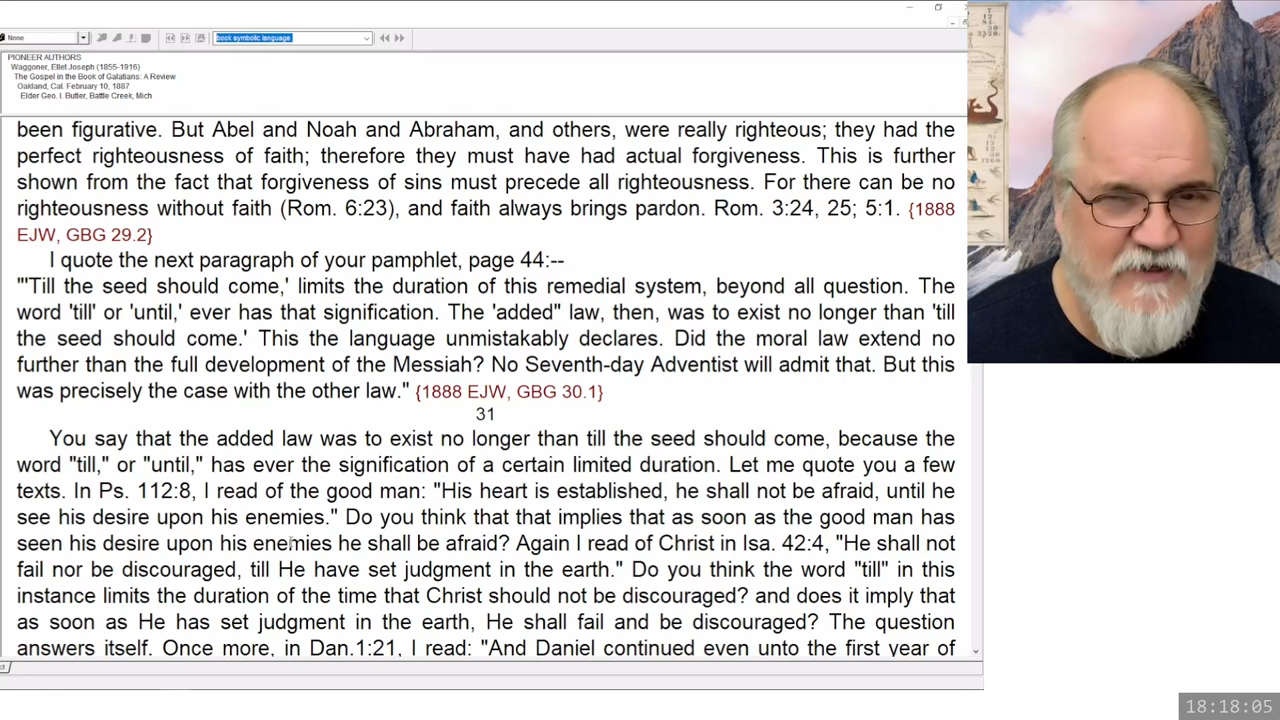 None
book symbolic language
PIONEER AUTHORS
Waggoner, Ellet Joseph (1855-1916)
The Gospel in the Book of Galatians: A Review
Oakland, Cal. February 10, 1887
Elder Geo. I. Butler, Battle Creek, Mich
been figurative. But Abel and Noah and Abraham, and others, were really righteous; they had the
perfect righteousness of faith; therefore they must have had actual forgiveness. This is further
shown from the fact that forgiveness of sins must precede all righteousness. For there can be no
righteousness without faith (Rom. 6:23), and faith always brings pardon. Rom. 3:24, 25; 5:1. {1888
EJW, GBG 29.2}
I quote the next paragraph of your pamphlet, page 44:--
"'Till the seed should come,' limits the duration of this remedial system, beyond all question. The
word 'till' or 'until,' ever has that signification. The 'added" law, then, was to exist no longer than 'till
the seed should come.' This the language unmistakably declares. Did the moral law extend no
further than the full development of the Messiah? No Seventh-day Adventist will admit that. But this
was precisely the case with the other law." {1888 EJW, GBG 30.1}
31
You say that the added law was to exist no longer than till the seed should come, because the
word "till," or "until," has ever the signification of a certain limited duration. Let me quote you a few
texts. In Ps. 112:8, I read of the good man: "His heart is established, he shall not be afraid, until he
see his desire upon his enemies." Do you think that that implies that as soon as the good man has
seen his desire upon his enemies he shall be afraid? Again I read of Christ in Isa. 42:4, "He shall not
fail nor be discouraged, till He have set judgment in the earth." Do you think the word "till" in this
instance limits the duration of the time that Christ should not be discouraged? and does it imply that
as soon as He has set judgment in the earth, He shall fail and be discouraged? The question
answers itself. Once more, in Dan.1:21, I read: "And Daniel continued even unto the first year of
18:18:05